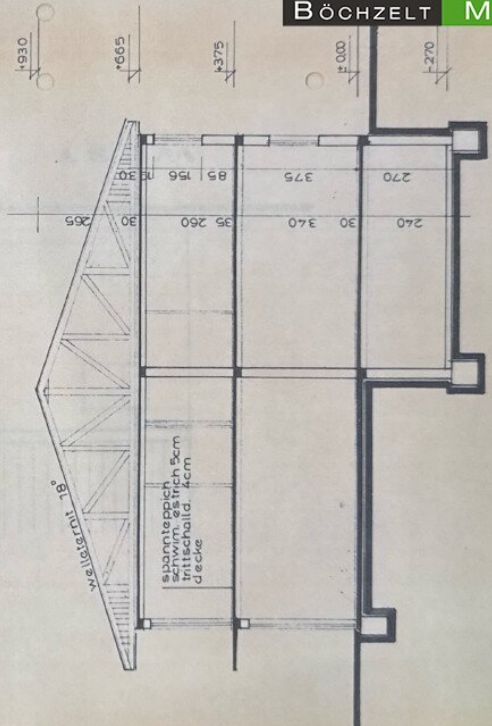 BÖCHZELT M
+930
+665
+375
±0,00
-270
30 156 85 375 270
265 30 260 35 340 30 240
welleternit 18°
spannteppich
schwim. estrich 5cm
trittschalld. 4cm
decke